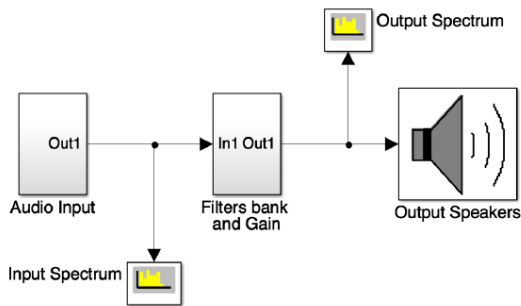 Output Spectrum
Out1
In1 Out1
Audio Input
Filters bank
and Gain
Output Speakers
Input Spectrum